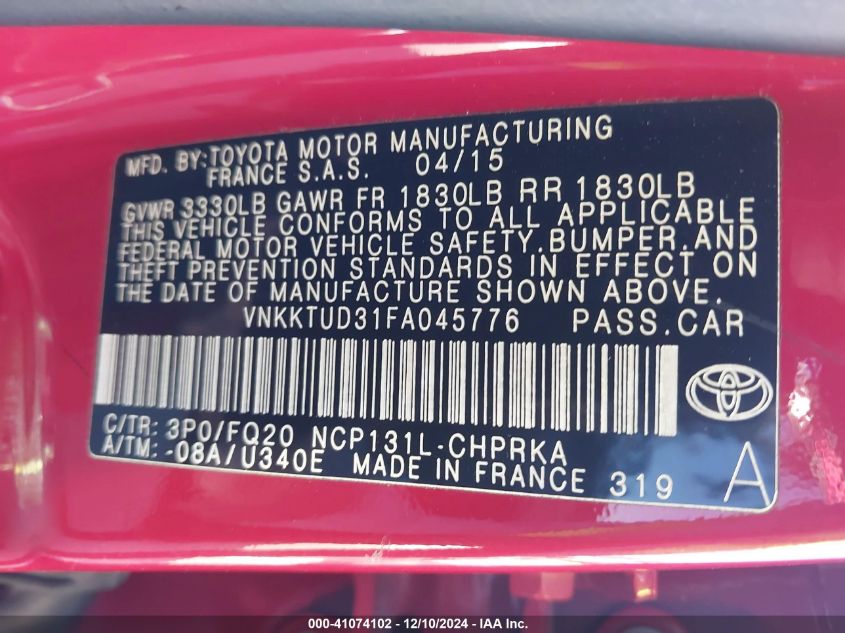 MFD. BY:TOYOTA MOTOR MANUFACTURING
FRANCE S.A.S. 04/15
GVWR 3330LB GAWR FR 1830LB RR 1830LB
THIS VEHICLE CONFORMS TO ALL APPLICABLE
FEDERAL MOTOR VEHICLE SAFETY.BUMPER.AND
THEFT PREVENTION STANDARDS IN EFFECT ON
THE DATE OF MANUFACTURE SHOWN ABOVE.
VNKKTUD31FA045776 PASS.CAR
C/TR: 3P0/FQ20 NCP131L-CHPRKA
A/TM:-08A/U340E MADE IN FRANCE 319 A
000-41074102 - 12/10/2024 - IAA Inc.